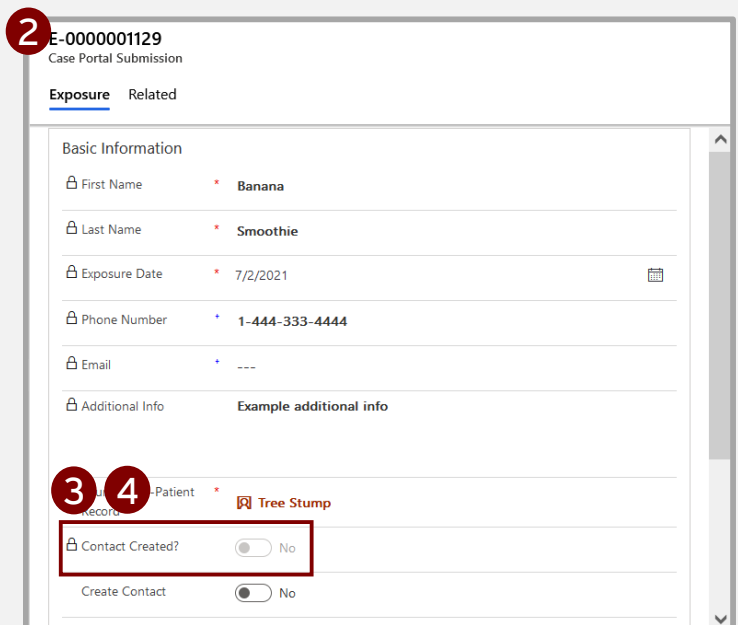 2
E-0000001129
Case Portal Submission
Exposure Related
Basic Information
First Name * Banana
Last Name * Smoothie
Exposure Date * 7/2/2021
Phone Number + 1-444-333-4444
Email + ---
Additional Info Example additional info
3 4 -Patient *
Record Tree Stump
Contact Created? No
Create Contact No